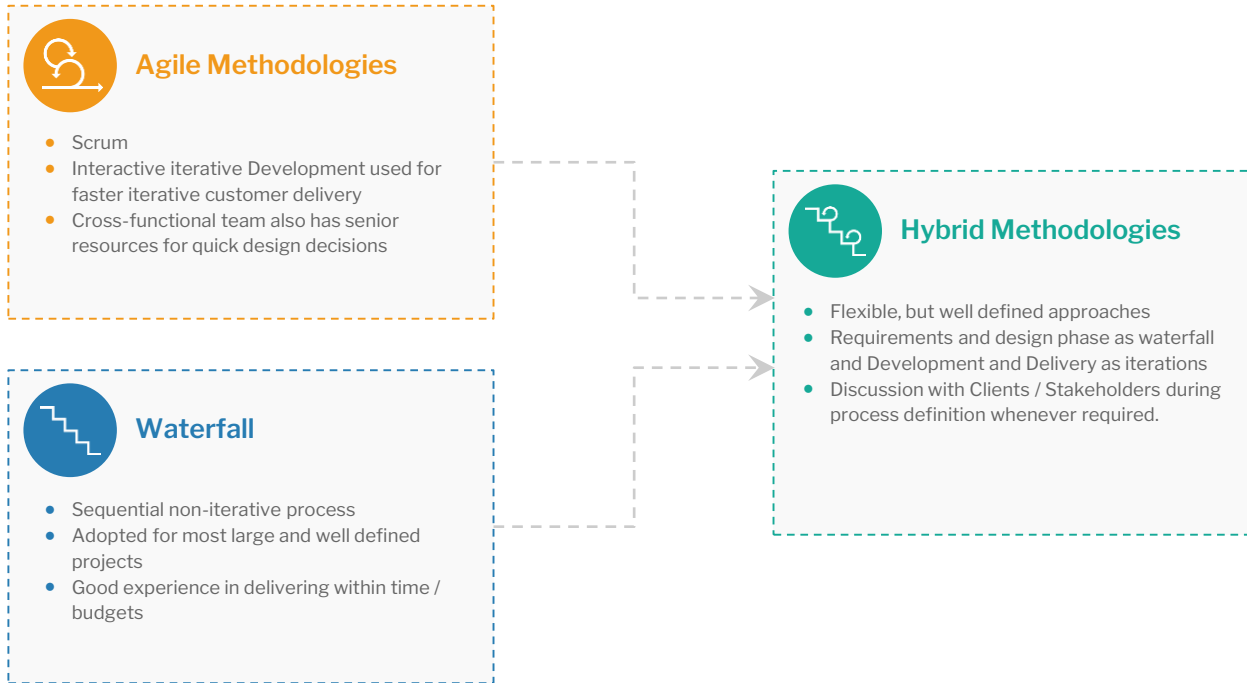 Agile Methodologies
Scrum
Interactive iterative Development used for
faster iterative customer delivery
Cross-functional team also has senior
resources for quick design decisions
Waterfall
Sequential non-iterative process
Adopted for most large and well defined
projects
Good experience in delivering within time /
budgets
Hybrid Methodologies
Flexible, but well defined approaches
Requirements and design phase as waterfall
and Development and Delivery as iterations
Discussion with Clients / Stakeholders during
process definition whenever required.